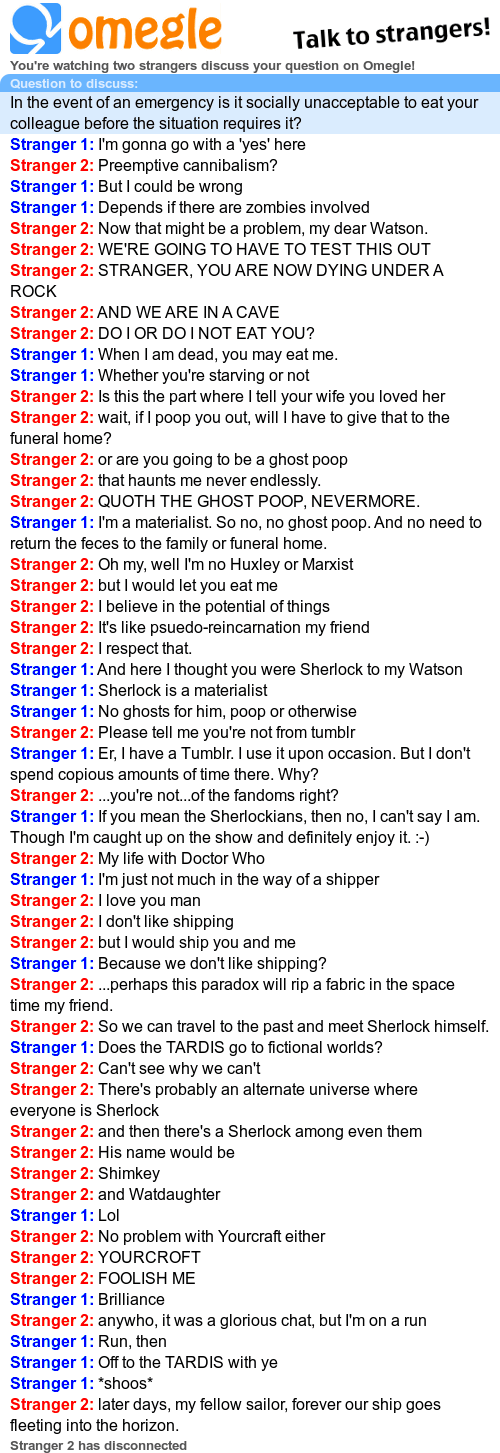 omegle
Talk to strangers!
You're watching two strangers discuss your question on Omegle!
Question to discuss:
In the event of an emergency is it socially unacceptable to eat your
colleague before the situation requires it?
Stranger 1: I'm gonna go with a 'yes' here
Stranger 2: Preemptive cannibalism?
Stranger 1: But I could be wrong
Stranger 1: Depends if there are zombies involved
Stranger 2: Now that might be a problem, my dear Watson.
Stranger 2: WE'RE GOING TO HAVE TO TEST THIS OUT
Stranger 2: STRANGER, YOU ARE NOW DYING UNDER A
ROCK
Stranger 2: AND WE ARE IN A CAVE
Stranger 2: DO I OR DO I NOT EAT YOU?
Stranger 1: When I am dead, you may eat me.
Stranger 1: Whether you're starving or not
Stranger 2: Is this the part where I tell your wife you loved her
Stranger 2: wait, if I poop you out, will I have to give that to the
funeral home?
Stranger 2: or are you going to be a ghost poop
Stranger 2: that haunts me never endlessly.
Stranger 2: QUOTH THE GHOST POOP, NEVERMORE.
Stranger 1: I'm a materialist. So no, no ghost poop. And no need to
return the feces to the family or funeral home.
Stranger 2: Oh my, well I'm no Huxley or Marxist
Stranger 2: but I would let you eat me
Stranger 2: I believe in the potential of things
Stranger 2: It's like psuedo-reincarnation my friend
Stranger 2: I respect that.
Stranger 1: And here I thought you were Sherlock to my Watson
Stranger 1: Sherlock is a materialist
Stranger 1: No ghosts for him, poop or otherwise
Stranger 2: Please tell me you're not from tumblr
Stranger 1: Er, I have a Tumblr. I use it upon occasion. But I don't
spend copious amounts of time there. Why?
Stranger 2: ...you're not...of the fandoms right?
Stranger 1: If you mean the Sherlockians, then no, I can't say I am.
Though I'm caught up on the show and definitely enjoy it. :-)
Stranger 2: My life with Doctor Who
Stranger 1: I'm just not much in the way of a shipper
Stranger 2: I love you man
Stranger 2: I don't like shipping
Stranger 2: but I would ship you and me
Stranger 1: Because we don't like shipping?
Stranger 2: ...perhaps this paradox will rip a fabric in the space
time my friend.
Stranger 2: So we can travel to the past and meet Sherlock himself.
Stranger 1: Does the TARDIS go to fictional worlds?
Stranger 2: Can't see why we can't
Stranger 2: There's probably an alternate universe where
everyone is Sherlock
Stranger 2: and then there's a Sherlock among even them
Stranger 2: His name would be
Stranger 2: Shimkey
Stranger 2: and Watdaughter
Stranger 1: Lol
Stranger 2: No problem with Yourcraft either
Stranger 2: YOURCROFT
Stranger 2: FOOLISH ME
Stranger 1: Brilliance
Stranger 2: anywho, it was a glorious chat, but I'm on a run
Stranger 1: Run, then
Stranger 1: Off to the TARDIS with ye
Stranger 1: *shoos*
Stranger 2: later days, my fellow sailor, forever our ship goes
fleeting into the horizon.
Stranger 2 has disconnected